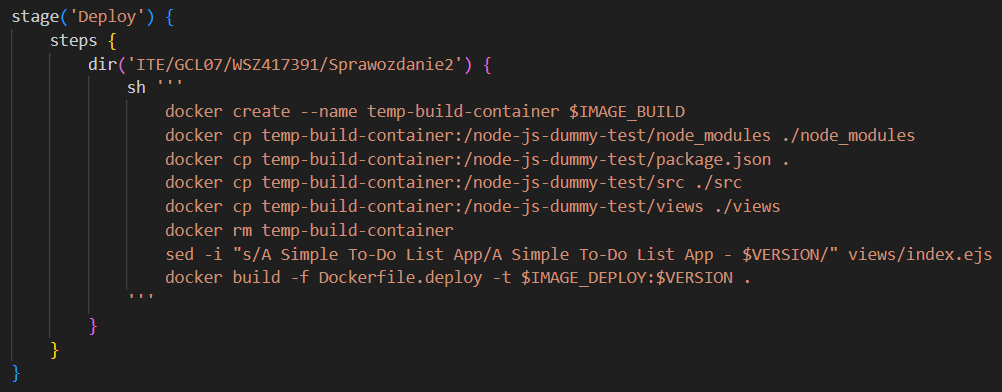 stage('Deploy') {
    steps {
        dir('ITE/GCL07/WSZ417391/Sprawozdanie2') {
            sh '''
                docker create --name temp-build-container $IMAGE_BUILD
                docker cp temp-build-container:/node-js-dummy-test/node_modules ./node_modules
                docker cp temp-build-container:/node-js-dummy-test/package.json .
                docker cp temp-build-container:/node-js-dummy-test/src ./src
                docker cp temp-build-container:/node-js-dummy-test/views ./views
                docker rm temp-build-container
                sed -i "s/A Simple To-Do List App/A Simple To-Do List App - $VERSION/" views/index.ejs
                docker build -f Dockerfile.deploy -t $IMAGE_DEPLOY:$VERSION .
            '''
        }
    }
}